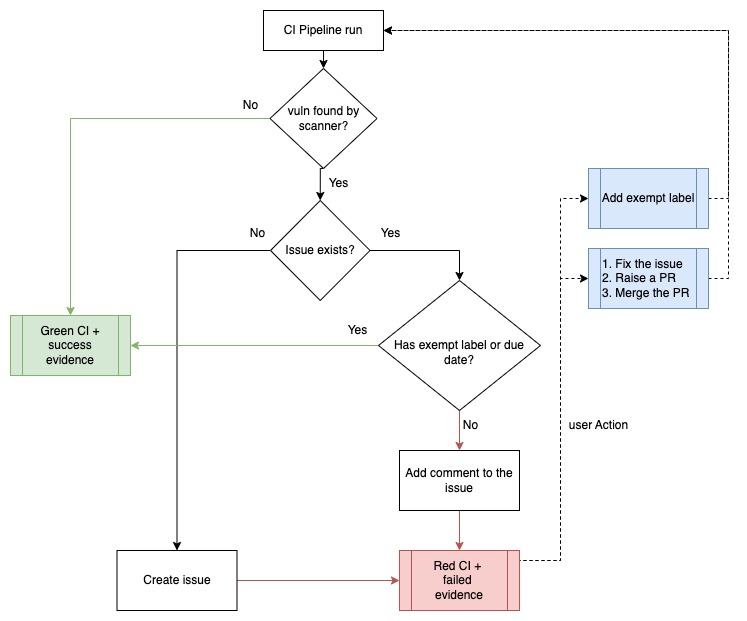 CI Pipeline run
No
vuln found by
scanner?
Yes
Add exempt label
No
Issue exists?
Yes
1. Fix the issue
2. Raise a PR
3. Merge the PR
Green CI +
success
evidence
Yes
Has exempt label or due
date?
No
user Action
Add comment to the
issue
Create issue
Red CI +
failed
evidence